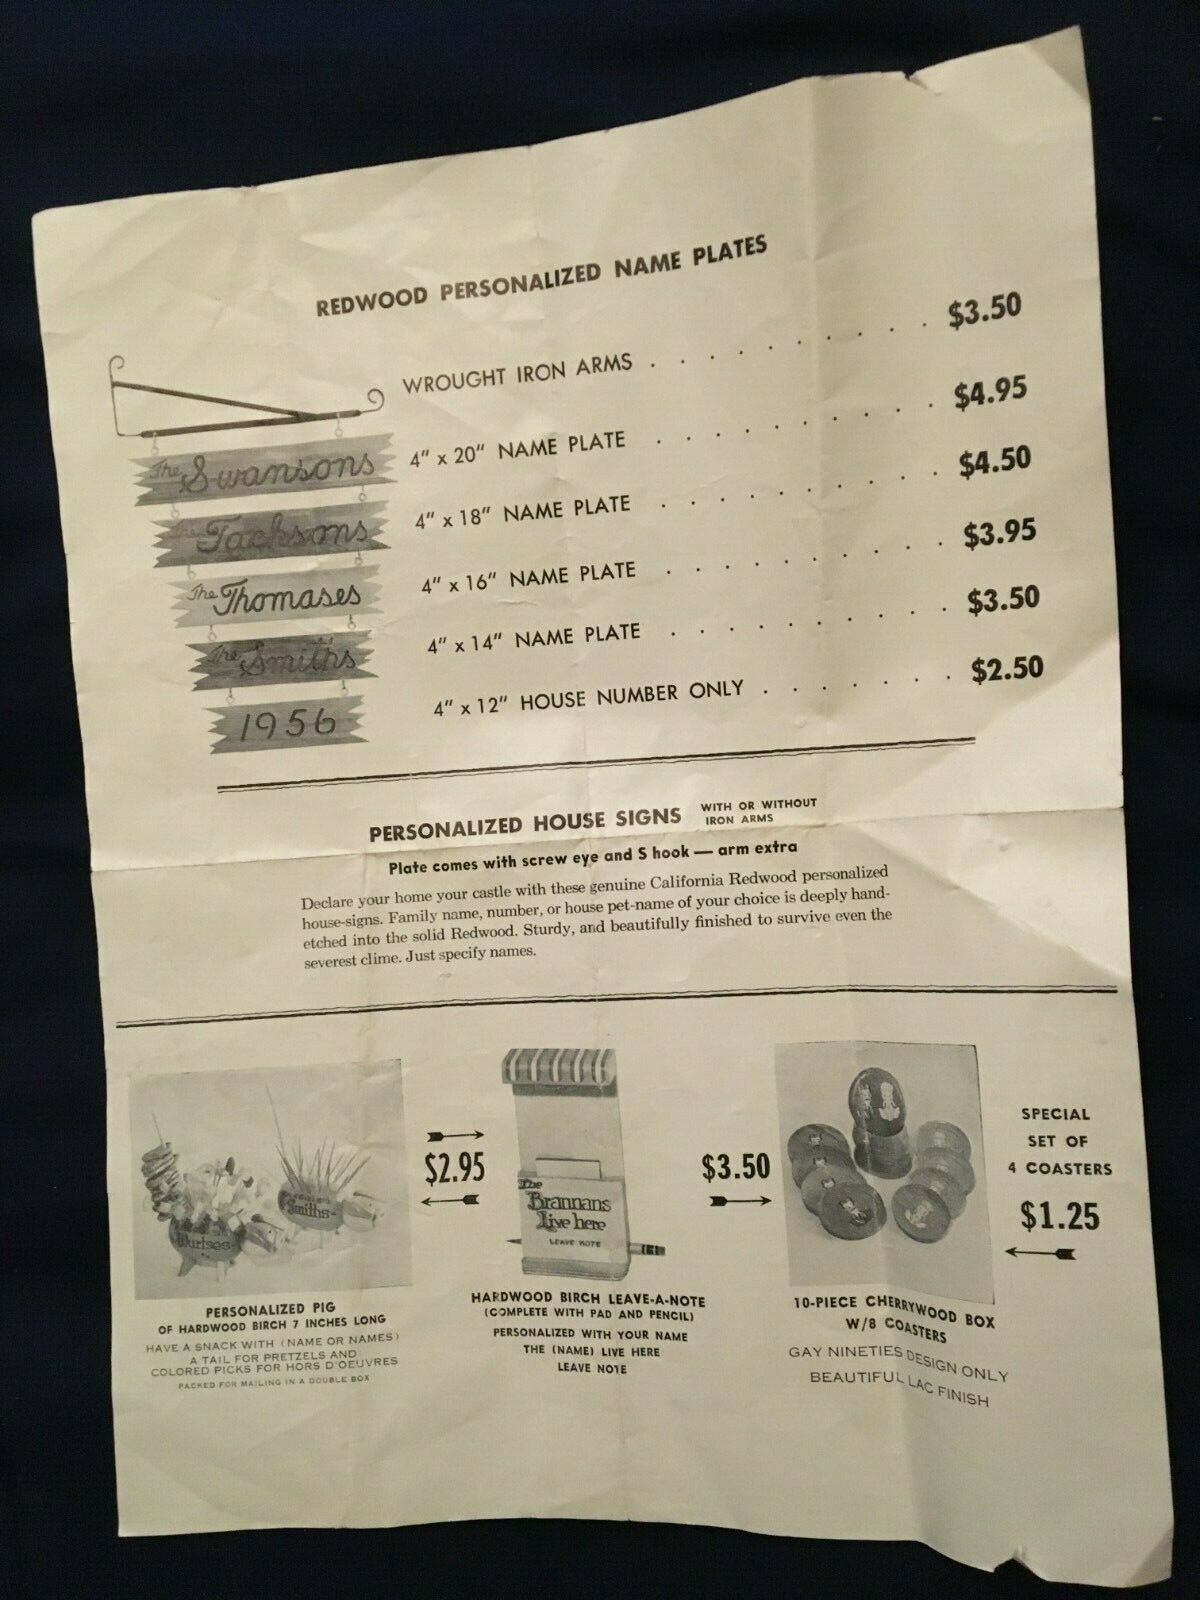 REDWOOD PERSONALIZED NAME PLATES
WROUGHT IRON ARMS . . . . . . . . . . $3.50
4" x 20" NAME PLATE . . . . . . . . . . $4.95
4" x 18" NAME PLATE . . . . . . . . . . $4.50
4" x 16" NAME PLATE . . . . . . . . . . $3.95
4" x 14" NAME PLATE . . . . . . . . . . $3.50
4" x 12" HOUSE NUMBER ONLY . . . . . . . $2.50
The Swansons
The Jacksons
The Thomases
The Smiths
1956
PERSONALIZED HOUSE SIGNS WITH OR WITHOUT
IRON ARMS
Plate comes with screw eye and S hook — arm extra
Declare your home your castle with these genuine California Redwood personalized
house-signs. Family name, number, or house pet-name of your choice is deeply hand-
etched into the solid Redwood. Sturdy, and beautifully finished to survive even the
severest clime. Just specify names.
Wurtses
Smiths
$2.95
PERSONALIZED PIG
OF HARDWOOD BIRCH 7 INCHES LONG
HAVE A SNACK WITH (NAME OR NAMES)
A TAIL FOR PRETZELS AND
COLORED PICKS FOR HORS D'OEUVRES
PACKED FOR MAILING IN A DOUBLE BOX
The
Brannans
Live here
LEAVE NOTE
HARDWOOD BIRCH LEAVE-A-NOTE
(COMPLETE WITH PAD AND PENCIL)
PERSONALIZED WITH YOUR NAME
THE (NAME) LIVE HERE
LEAVE NOTE
$3.50
10-PIECE CHERRYWOOD BOX
W/8 COASTERS
GAY NINETIES DESIGN ONLY
BEAUTIFUL LAC FINISH
SPECIAL
SET OF
4 COASTERS
$1.25